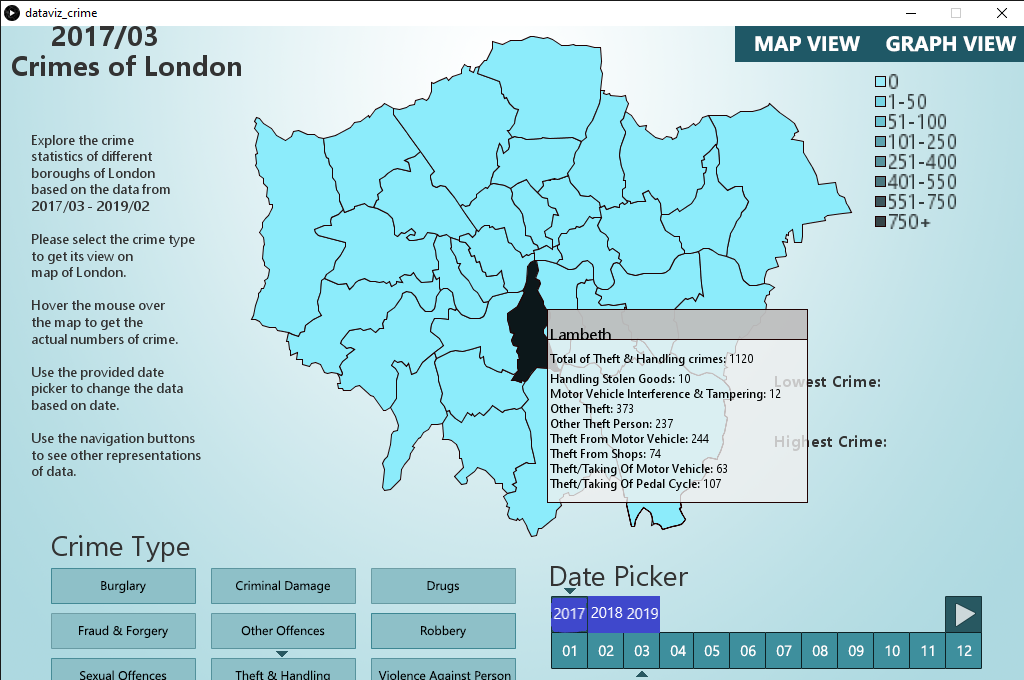 dataviz_crime
2017/03
Crimes of London
MAP VIEW
GRAPH VIEW
0
1-50
51-100
101-250
251-400
401-550
551-750
750+
Explore the crime
statistics of different
boroughs of London
based on the data from
2017/03 - 2019/02
Please select the crime type
to get its view on
map of London.
Hover the mouse over
the map to get the
actual numbers of crime.
Use the provided date
picker to change the data
based on date.
Use the navigation buttons
to see other representations
of data.
Lambeth
Total of Theft & Handling crimes: 1120
Handling Stolen Goods: 10
Motor Vehicle Interference & Tampering: 12
Other Theft: 373
Other Theft Person: 237
Theft From Motor Vehicle: 244
Theft From Shops: 74
Theft/Taking Of Motor Vehicle: 63
Theft/Taking Of Pedal Cycle: 107
Lowest Crime:
Highest Crime:
Crime Type
Burglary
Criminal Damage
Drugs
Fraud & Forgery
Other Offences
Robbery
Sexual Offences
Theft & Handling
Violence Against Person
Date Picker
2017 2018 2019
01 02 03 04 05 06 07 08 09 10 11 12